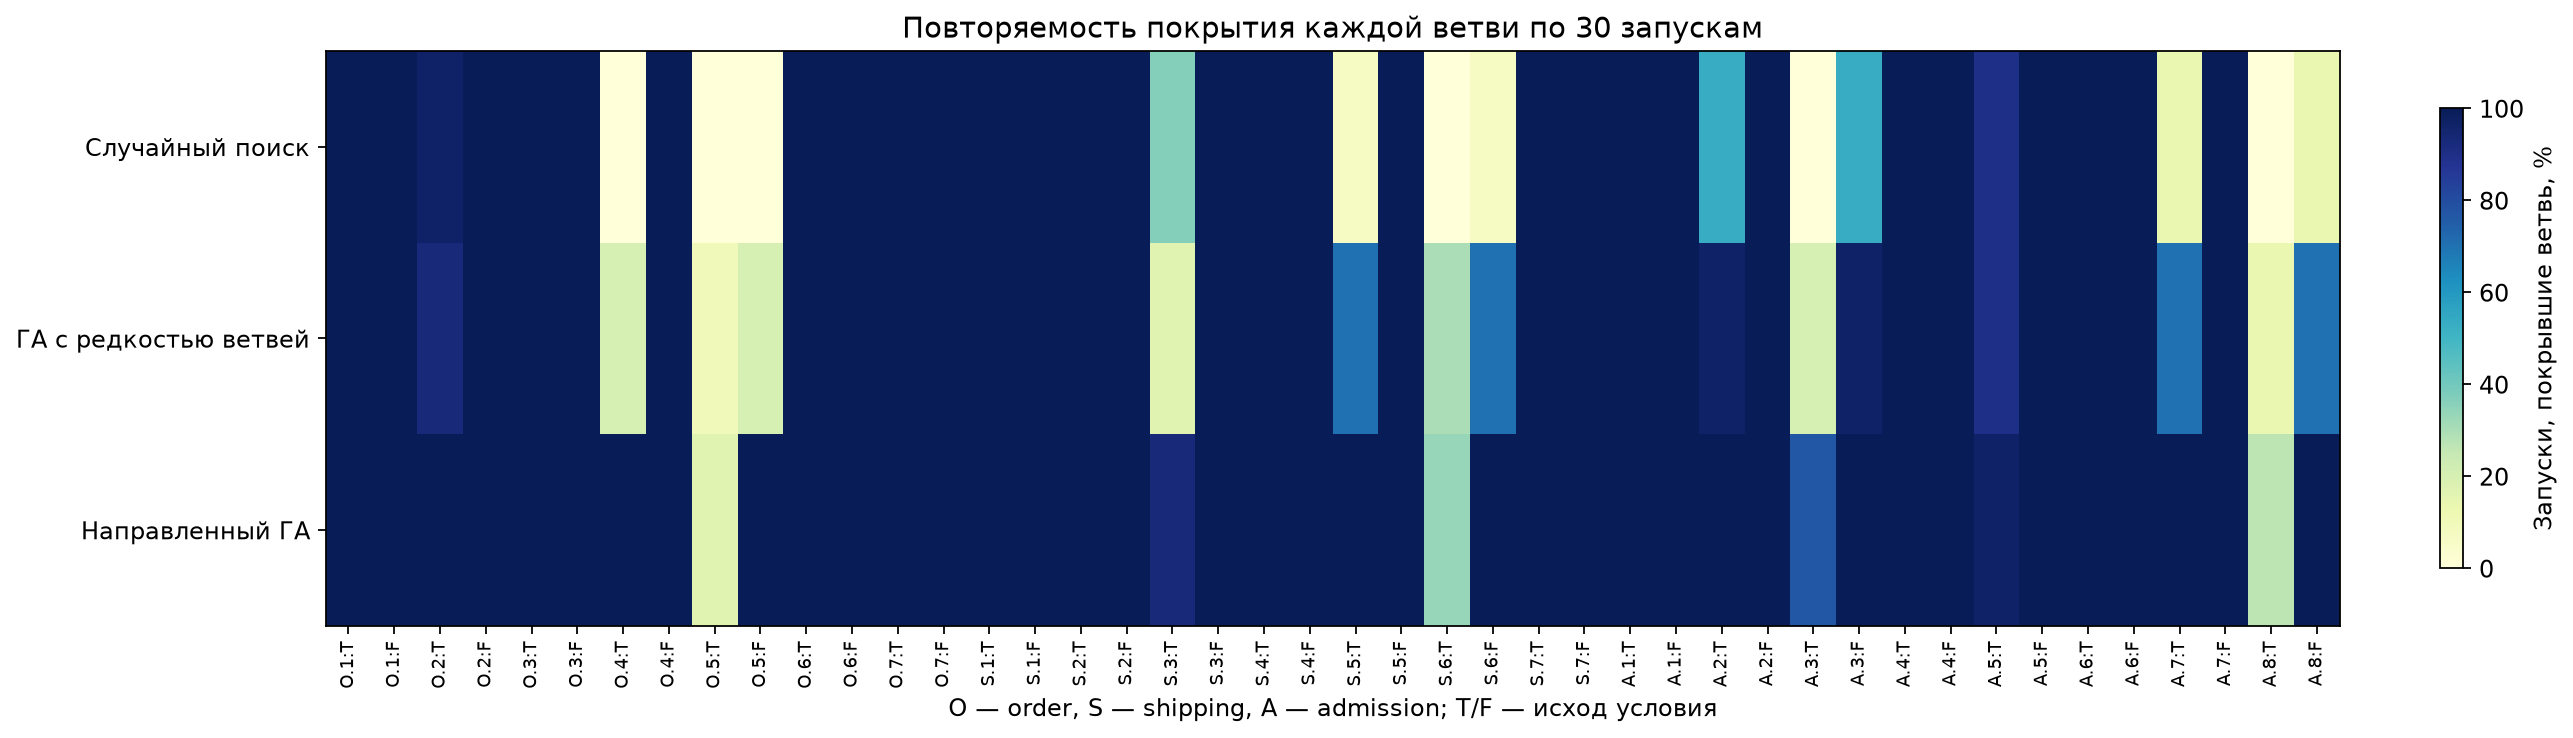 Повторяемость покрытия каждой ветви по 30 запускам
Случайный поиск
ГА с редкостью ветвей
Направленный ГА
O.1:T
O.1:F
O.2:T
O.2:F
O.3:T
O.3:F
O.4:T
O.4:F
O.5:T
O.5:F
O.6:T
O.6:F
O.7:T
O.7:F
S.1:T
S.1:F
S.2:T
S.2:F
S.3:T
S.3:F
S.4:T
S.4:F
S.5:T
S.5:F
S.6:T
S.6:F
S.7:T
S.7:F
A.1:T
A.1:F
A.2:T
A.2:F
A.3:T
A.3:F
A.4:T
A.4:F
A.5:T
A.5:F
A.6:T
A.6:F
A.7:T
A.7:F
A.8:T
A.8:F
O — order, S — shipping, A — admission; T/F — исход условия
100
80
60
40
20
0
Запуски, покрывшие ветвь, %